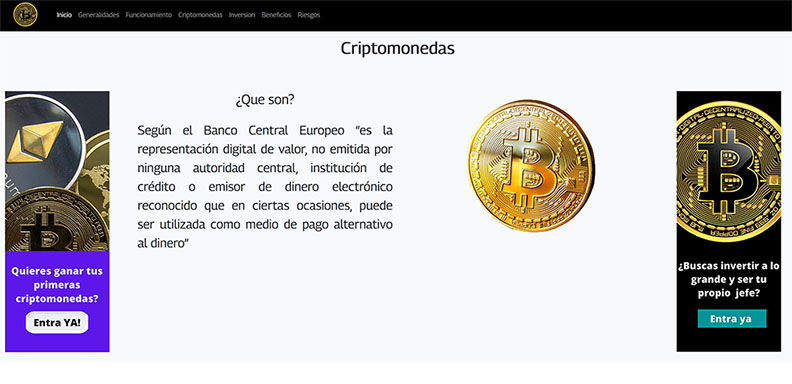 Inicio Generalidades Funcionamiento Criptomonedas Inversion Beneficios Riesgos
Criptomonedas
¿Que son?
Según el Banco Central Europeo “es la
representación digital de valor, no emitida por
ninguna autoridad central, institución de
crédito o emisor de dinero electrónico
reconocido que en ciertas ocasiones, puede
ser utilizada como medio de pago alternativo
al dinero”
Quieres ganar tus
primeras
criptomonedas?
Entra YA!
¿Buscas invertir a lo
grande y ser tu
propio jefe?
Entra ya